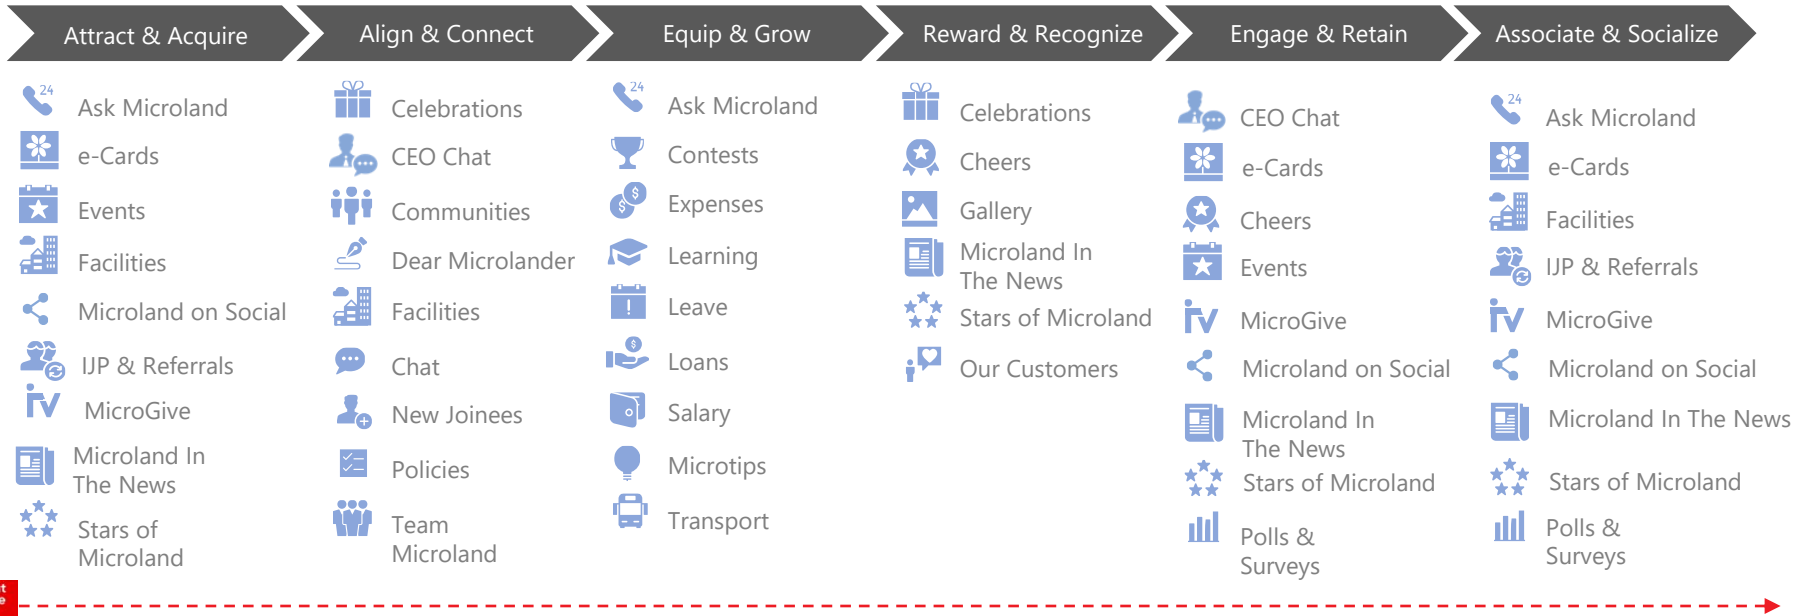 Attract & Acquire
Align & Connect
Equip & Grow
Reward & Recognize
Engage & Retain
Associate & Socialize
24
Ask Microland
e-Cards
Events
Facilities
Microland on Social
IJP & Referrals
MicroGive
Microland In
The News
Stars of
Microland
Celebrations
CEO Chat
Communities
Dear Microlander
Facilities
Chat
New Joinees
Policies
Team
Microland
24
Ask Microland
Contests
Expenses
Learning
Leave
Loans
Salary
Microtips
Transport
Celebrations
Cheers
Gallery
Microland In
The News
Stars of Microland
Our Customers
CEO Chat
e-Cards
Cheers
Events
MicroGive
Microland on Social
Microland In
The News
Stars of Microland
Polls &
Surveys
24
Ask Microland
e-Cards
Facilities
IJP & Referrals
MicroGive
Microland on Social
Microland In The News
Stars of Microland
Polls &
Surveys